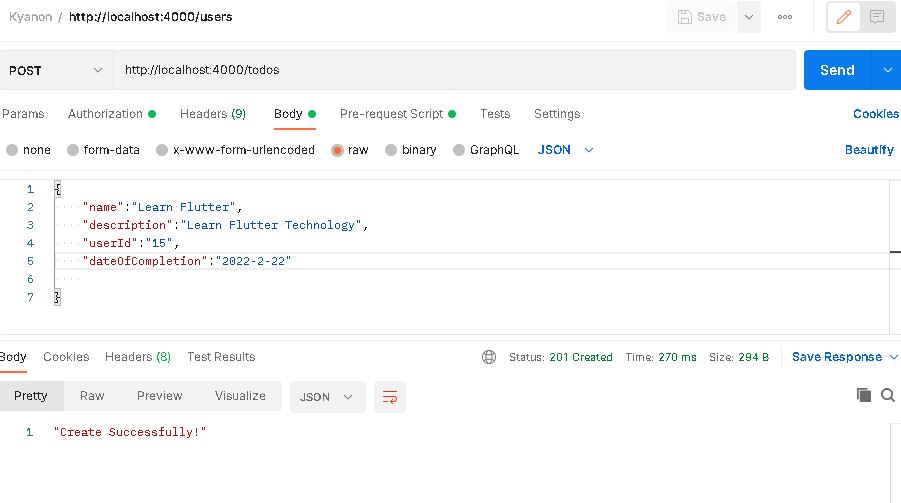 Kyanon / http://localhost:4000/users
Save
POST
http://localhost:4000/todos
Send
Params Authorization Headers (9) Body Pre-request Script Tests Settings Cookies
none form-data x-www-form-urlencoded raw binary GraphQL JSON Beautify
1 {
2 "name":"Learn Flutter",
3 "description":"Learn Flutter Technology",
4 "userId":"15",
5 "dateOfCompletion":"2022-2-22"
6
7 }
Body Cookies Headers (8) Test Results Status: 201 Created Time: 270 ms Size: 294 B Save Response
Pretty Raw Preview Visualize JSON
1 "Create Successfully!"